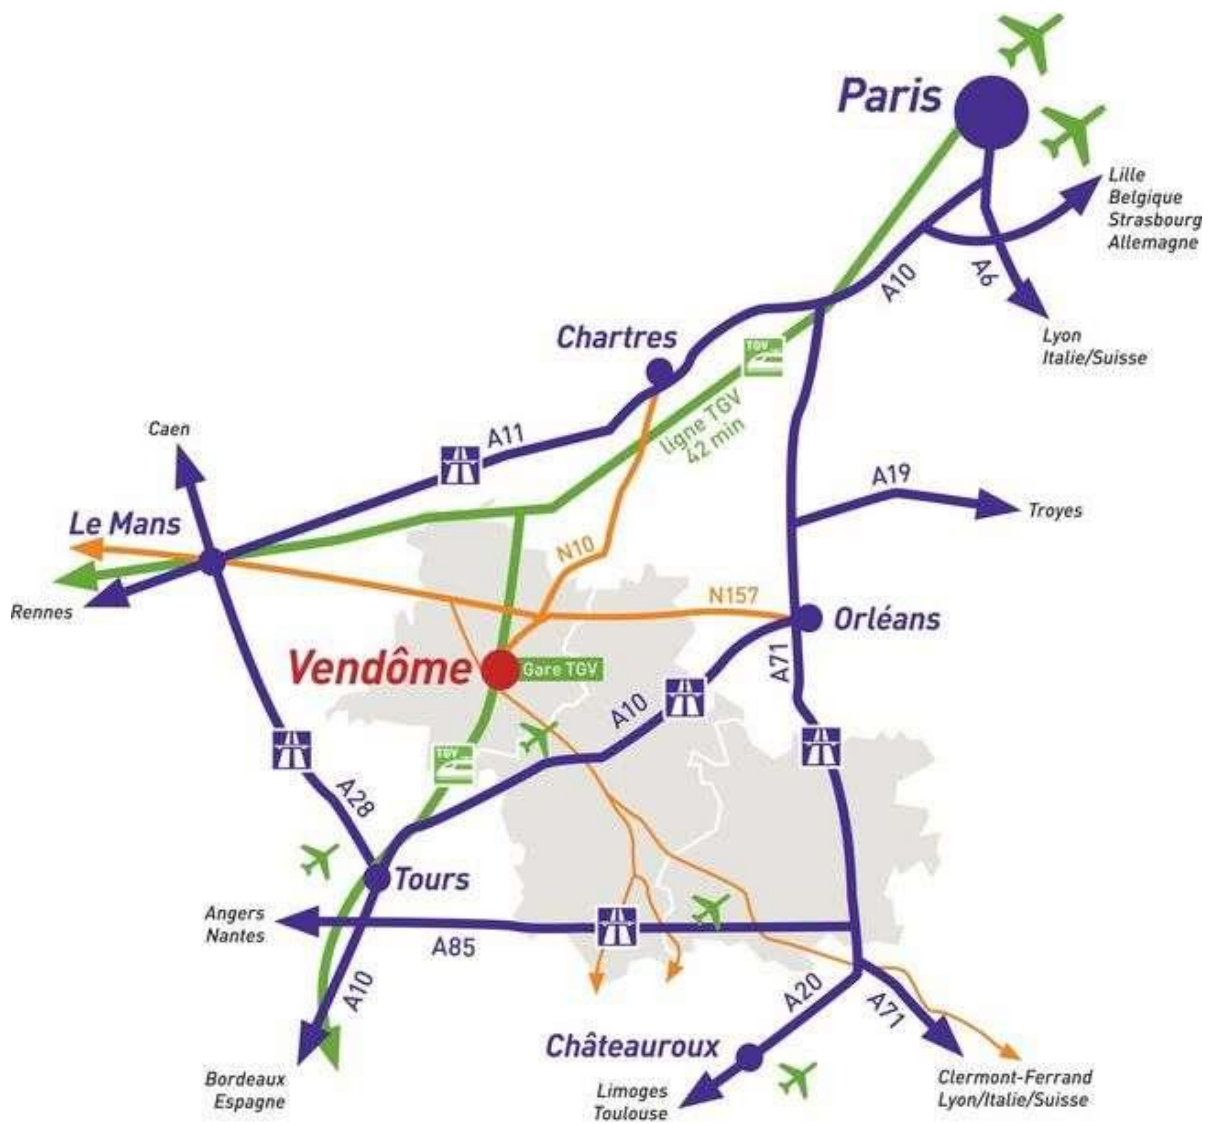 Paris
Lille
Belgique
Strasbourg
Allemagne
A10
A6
Lyon
Italie/Suisse
Chartres
TGV
ligne TGV
42 min
Caen
A11
A19
Troyes
Le Mans
N10
Rennes
N157
Orléans
Vendôme
Gare TGV
A71
A10
TGV
A28
Tours
Angers
Nantes
A85
A10
A20
A71
Châteauroux
Bordeaux
Espagne
Limoges
Toulouse
Clermont-Ferrand
Lyon/Italie/Suisse